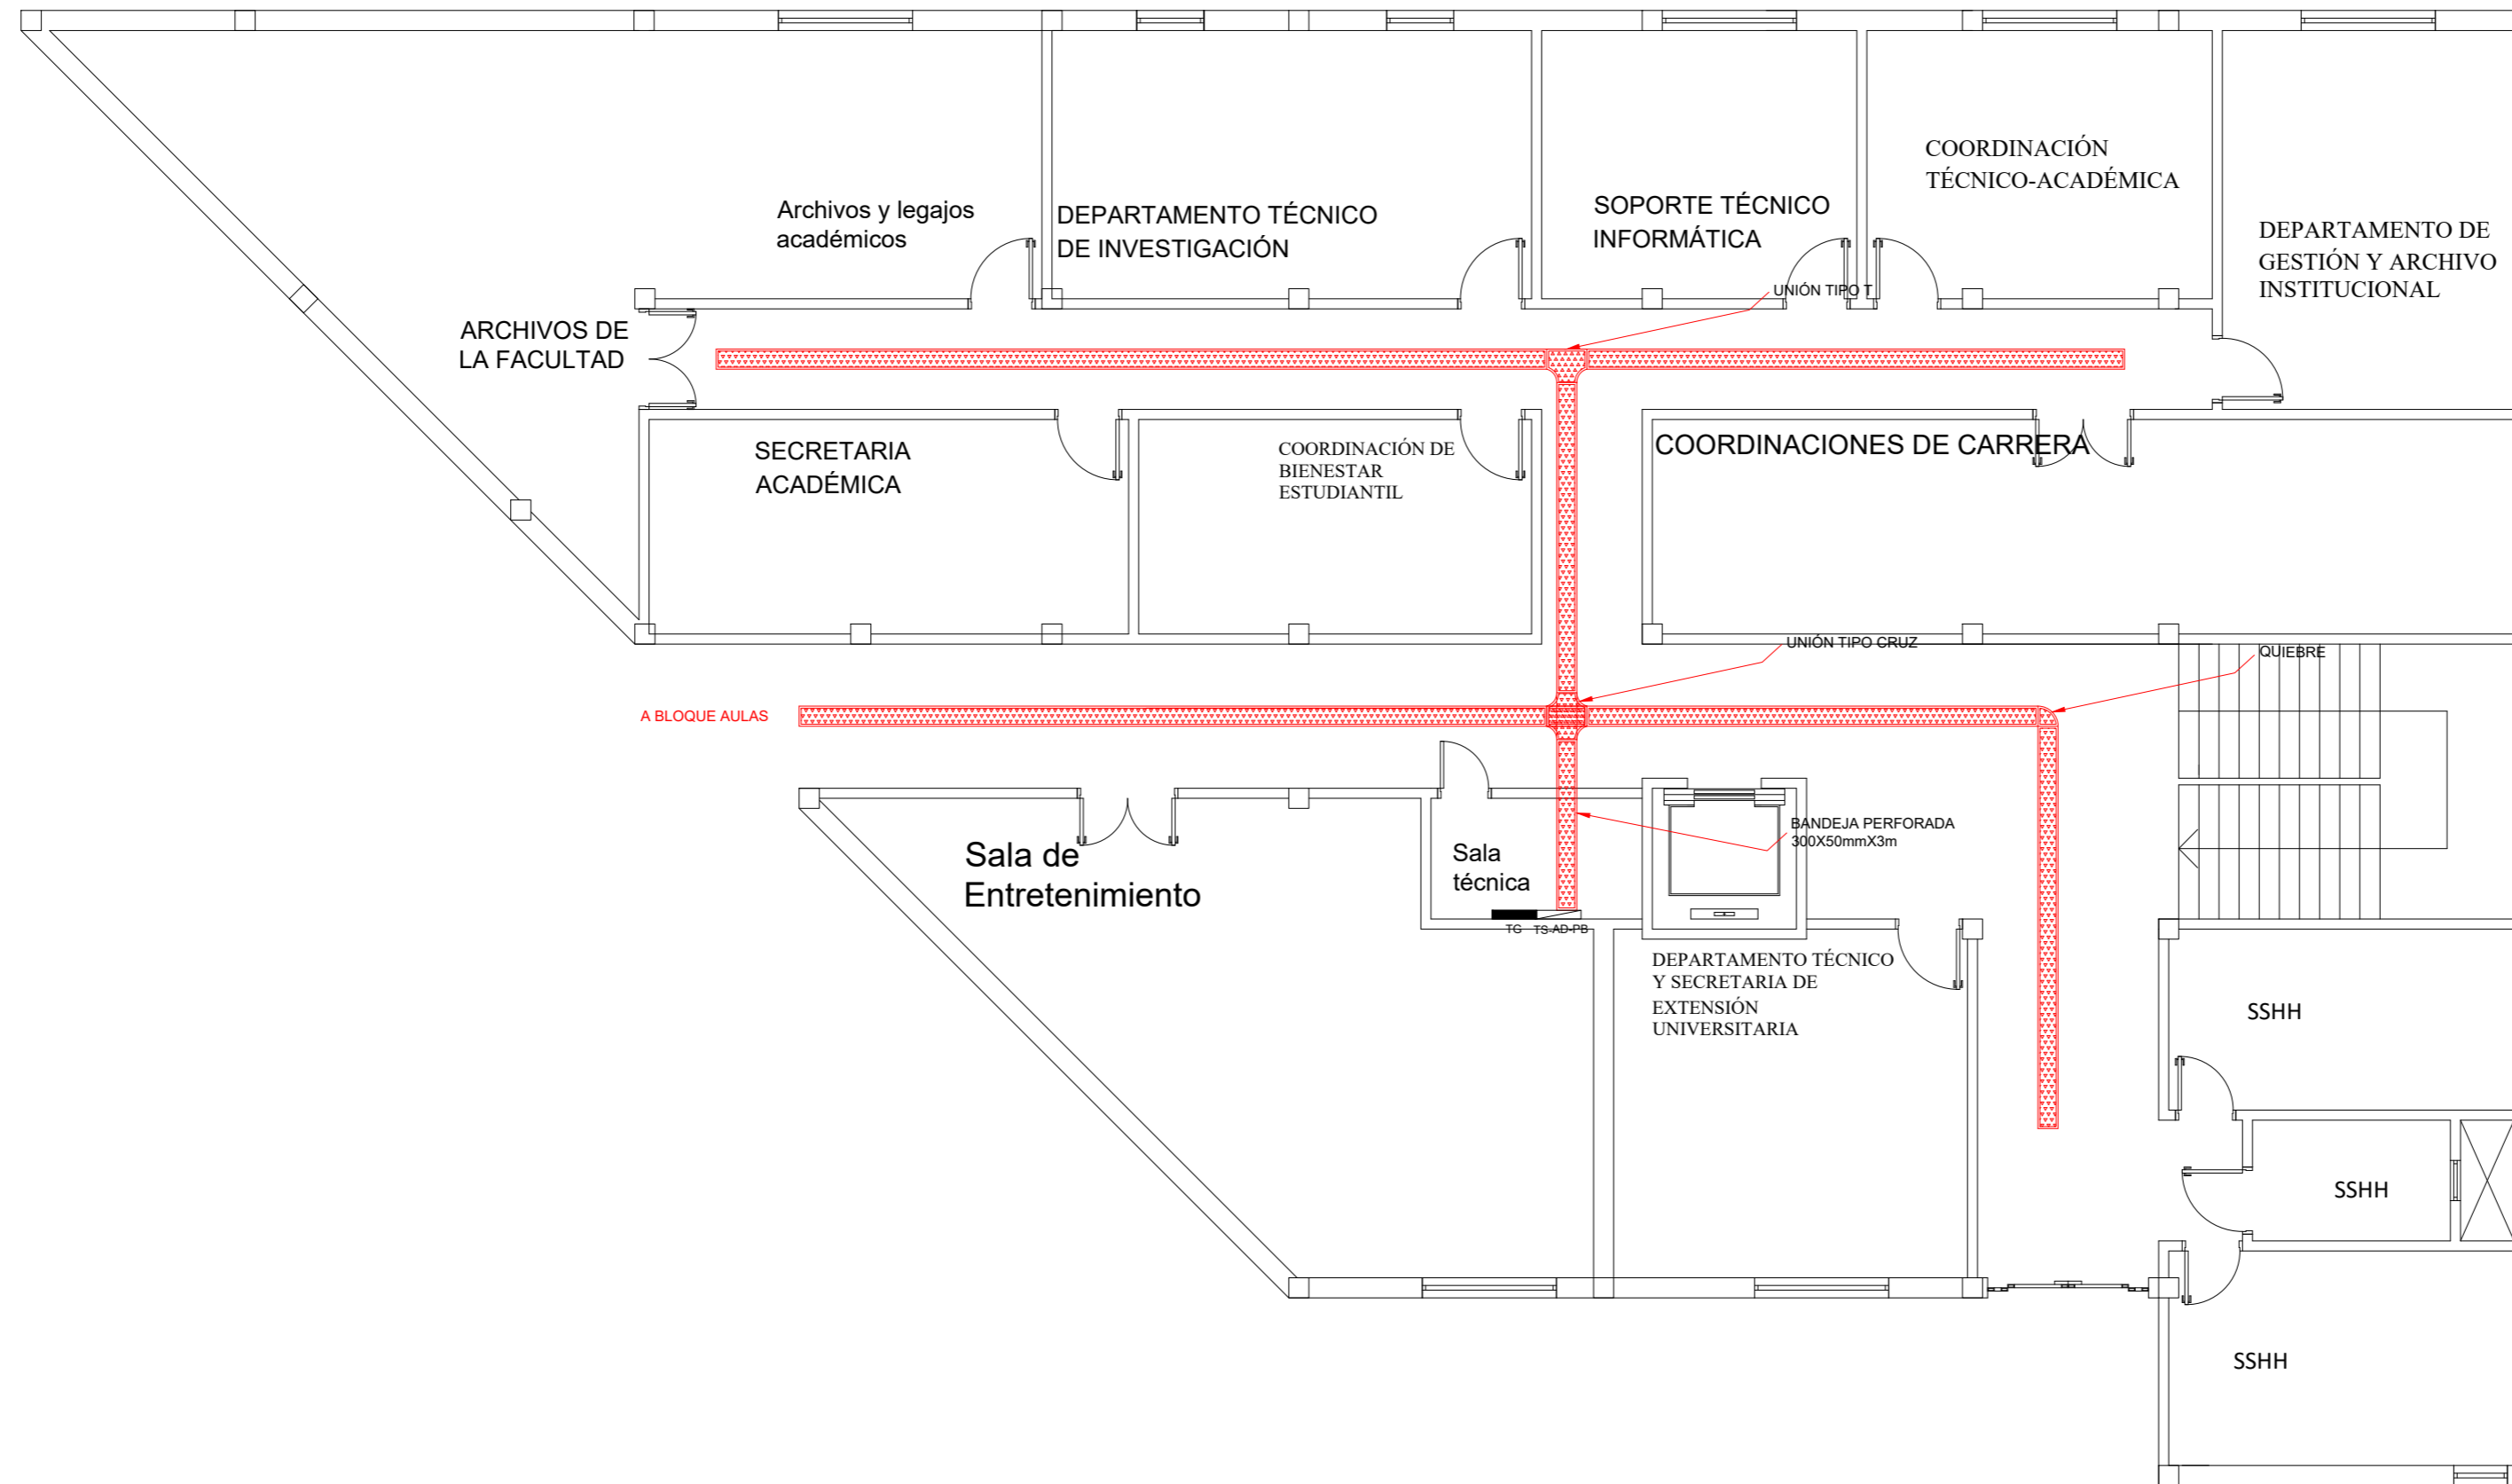 COORDINACIÓN
TÉCNICO-ACADÉMICA
Archivos y legajos
académicos
DEPARTAMENTO TÉCNICO
DE INVESTIGACIÓN
SOPORTE TÉCNICO
INFORMÁTICA
DEPARTAMENTO DE
GESTIÓN Y ARCHIVO
INSTITUCIONAL
UNIÓN TIPO T
ARCHIVOS DE
LA FACULTAD
SECRETARIA
ACADÉMICA
COORDINACIÓN DE
BIENESTAR
ESTUDIANTIL
COORDINACIONES DE CARRERA
UNIÓN TIPO CRUZ
QUIEBRE
A BLOQUE AULAS
BANDEJA PERFORADA
300X50mmX3m
Sala de
Entretenimiento
Sala
técnica
TG TS-AD-PB
DEPARTAMENTO TÉCNICO
Y SECRETARIA DE
EXTENSIÓN
UNIVERSITARIA
SSHH
SSHH
SSHH